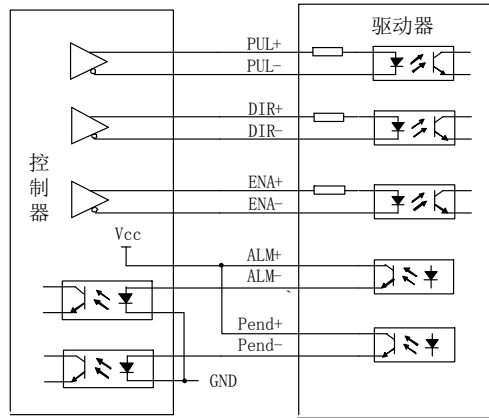 驱动器
PUL+
PUL-
DIR+
DIR-
控制器
ENA+
ENA-
Vcc
ALM+
ALM-
Pend+
Pend-
GND